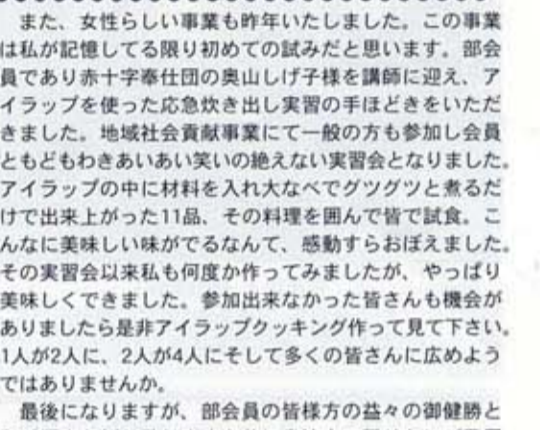 また、女性らしい事業も昨年いたしました。この事業
は私が記憶してる限り初めての試みだと思います。部会
員であり赤十字奉仕団の奥山しげ子様を講師に迎え、ア
イラップを使った応急炊き出し実習の手ほどきをいただ
きました。地域社会貢献事業にて一般の方も参加し会員
ともどもわきあいあい笑いの絶えない実習会となりました。
アイラップの中に材料を入れ大なべでグツグツと煮るだ
けで出来上がった11品、その料理を囲んで皆で試食。こ
んなに美味しい味がでるなんて、感動すらおぼえました。
その実習会以来私も何度か作ってみましたが、やっぱり
美味しくできました。参加出来なかった皆さんも機会が
ありましたら是非アイラップクッキング作って見て下さい。
1人が2人に、2人が4人にそして多くの皆さんに広めよう
ではありませんか。
最後になりますが、部会員の皆様方の益々の御健勝と